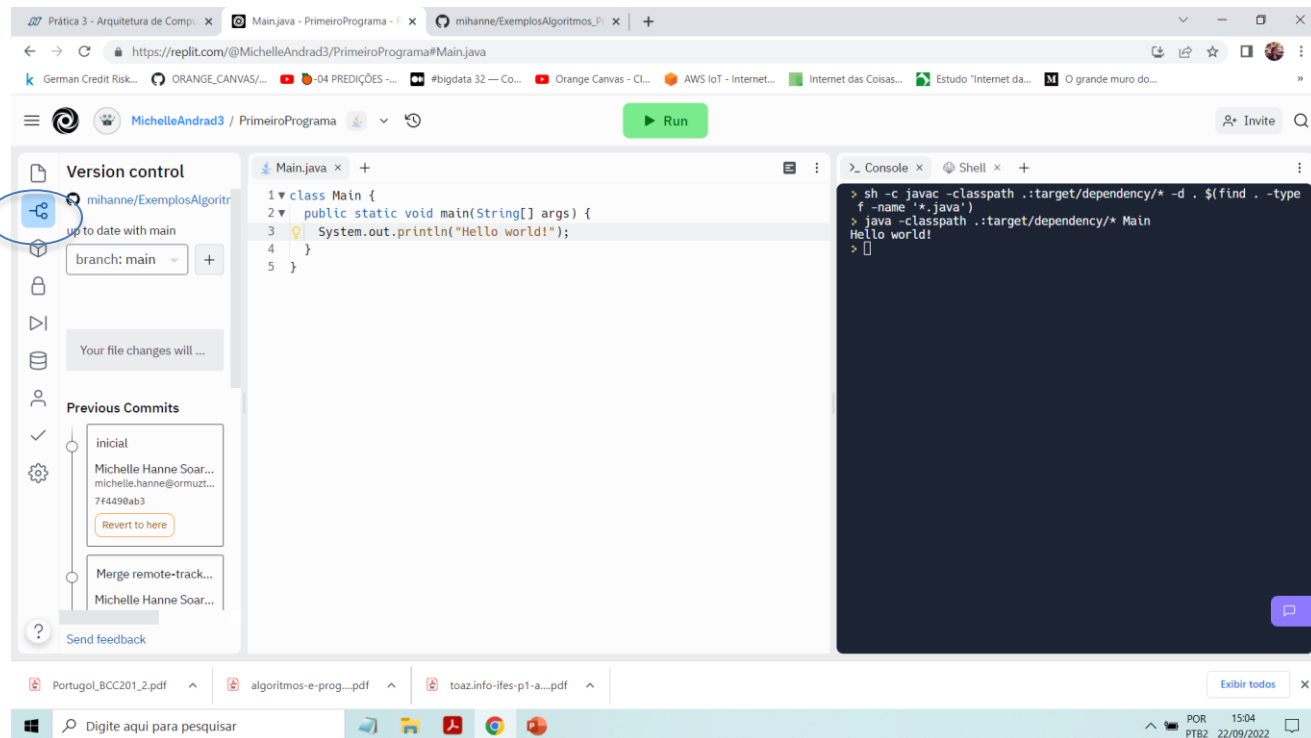 Prática 3 - Arquitetura de Compu
Main.java - PrimeiroPrograma - R
mihanne/ExemplosAlgoritmos_Pr
https://replit.com/@MichelleAndrad3/PrimeiroPrograma#Main.java
German Credit Risk...
ORANGE_CANVAS/...
-04 PREDIÇÕES -...
#bigdata 32 — Co...
Orange Canvas - Cl...
AWS IoT - Internet...
Internet das Coisas...
Estudo "Internet da...
O grande muro do...
»
MichelleAndrad3 / PrimeiroPrograma
Run
Invite
Version control
mihanne/ExemplosAlgoritr
up to date with main
branch: main
+
Your file changes will ...
Previous Commits
inicial
Michelle Hanne Soar...
michelle.hanne@ormuzt...
7f4490ab3
Revert to here
Merge remote-track...
Michelle Hanne Soar...
?
Send feedback
Main.java × +
1 class Main {
2 public static void main(String[] args) {
3 System.out.println("Hello world!");
4 }
5 }
>_ Console × Shell × +
> sh -c javac -classpath .:target/dependency/* -d . $(find . -type
f -name '*.java')
> java -classpath .:target/dependency/* Main
Hello world!
>
Portugol_BCC201_2.pdf
algoritmos-e-prog....pdf
toaz.info-ifes-p1-a....pdf
Exibir todos
Digite aqui para pesquisar
POR
PTB2
15:04
22/09/2022